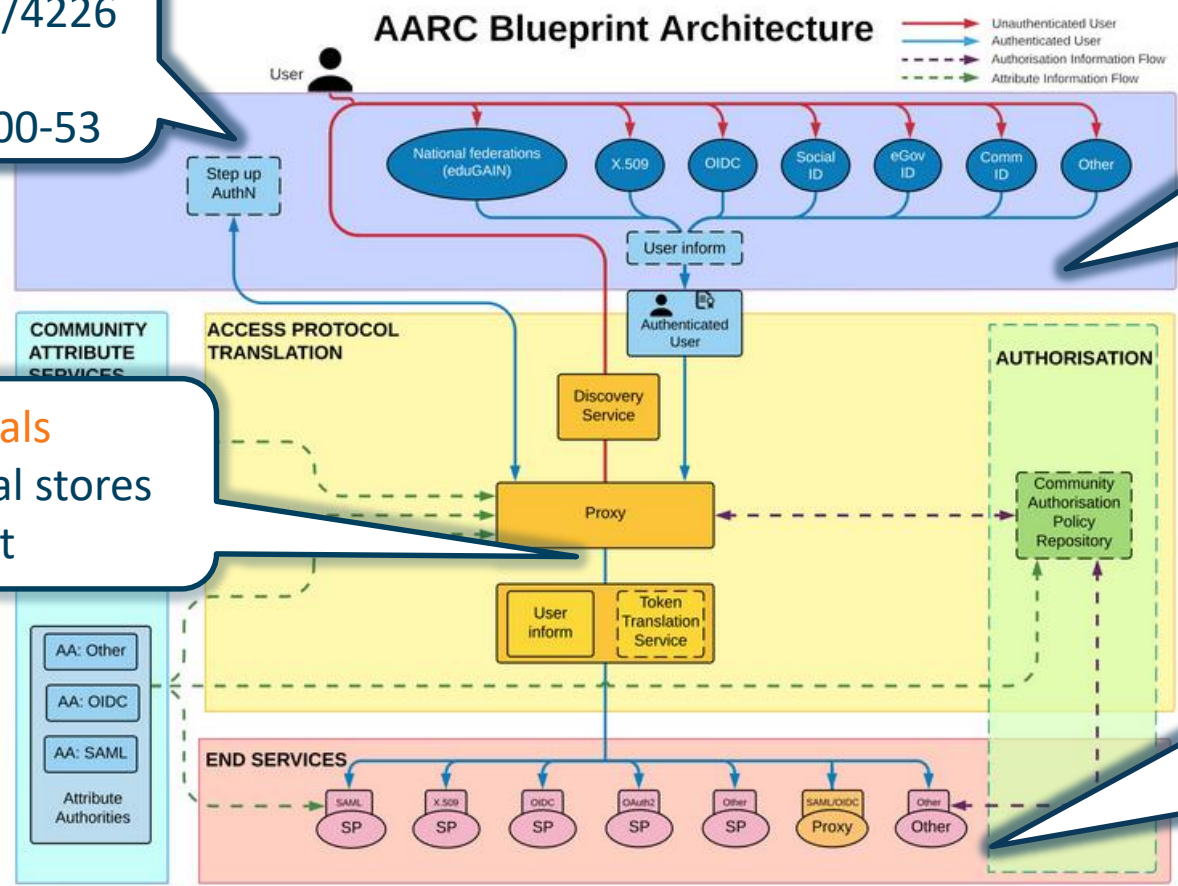 /4226
00-53
AARC Blueprint Architecture
Unauthenticated User
Authenticated User
Authorisation Information Flow
Attribute Information Flow
User
Step up
AuthN
National federations
(eduGAIN)
X.509
OIDC
Social
ID
eGov
ID
Comm
ID
Other
User inform
Authenticated
User
COMMUNITY
ATTRIBUTE
SERVICES
ACCESS PROTOCOL
TRANSLATION
AUTHORISATION
als
al stores
t
Discovery
Service
Proxy
Community
Authorisation
Policy
Repository
User
inform
Token
Translation
Service
AA: Other
AA: OIDC
AA: SAML
Attribute
Authorities
END SERVICES
SAML
SP
X.509
SP
OIDC
SP
OAuth2
SP
Other
SP
SAML/OIDC
Proxy
Other
Other